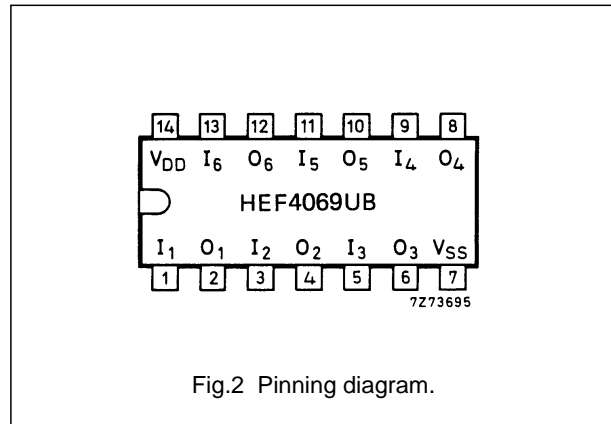 14 13 12 11 10 9 8
VDD I6 O6 I5 O5 I4 O4
HEF4069UB
I1 O1 I2 O2 I3 O3 VSS
1 2 3 4 5 6 7
7Z73695
Fig.2 Pinning diagram.